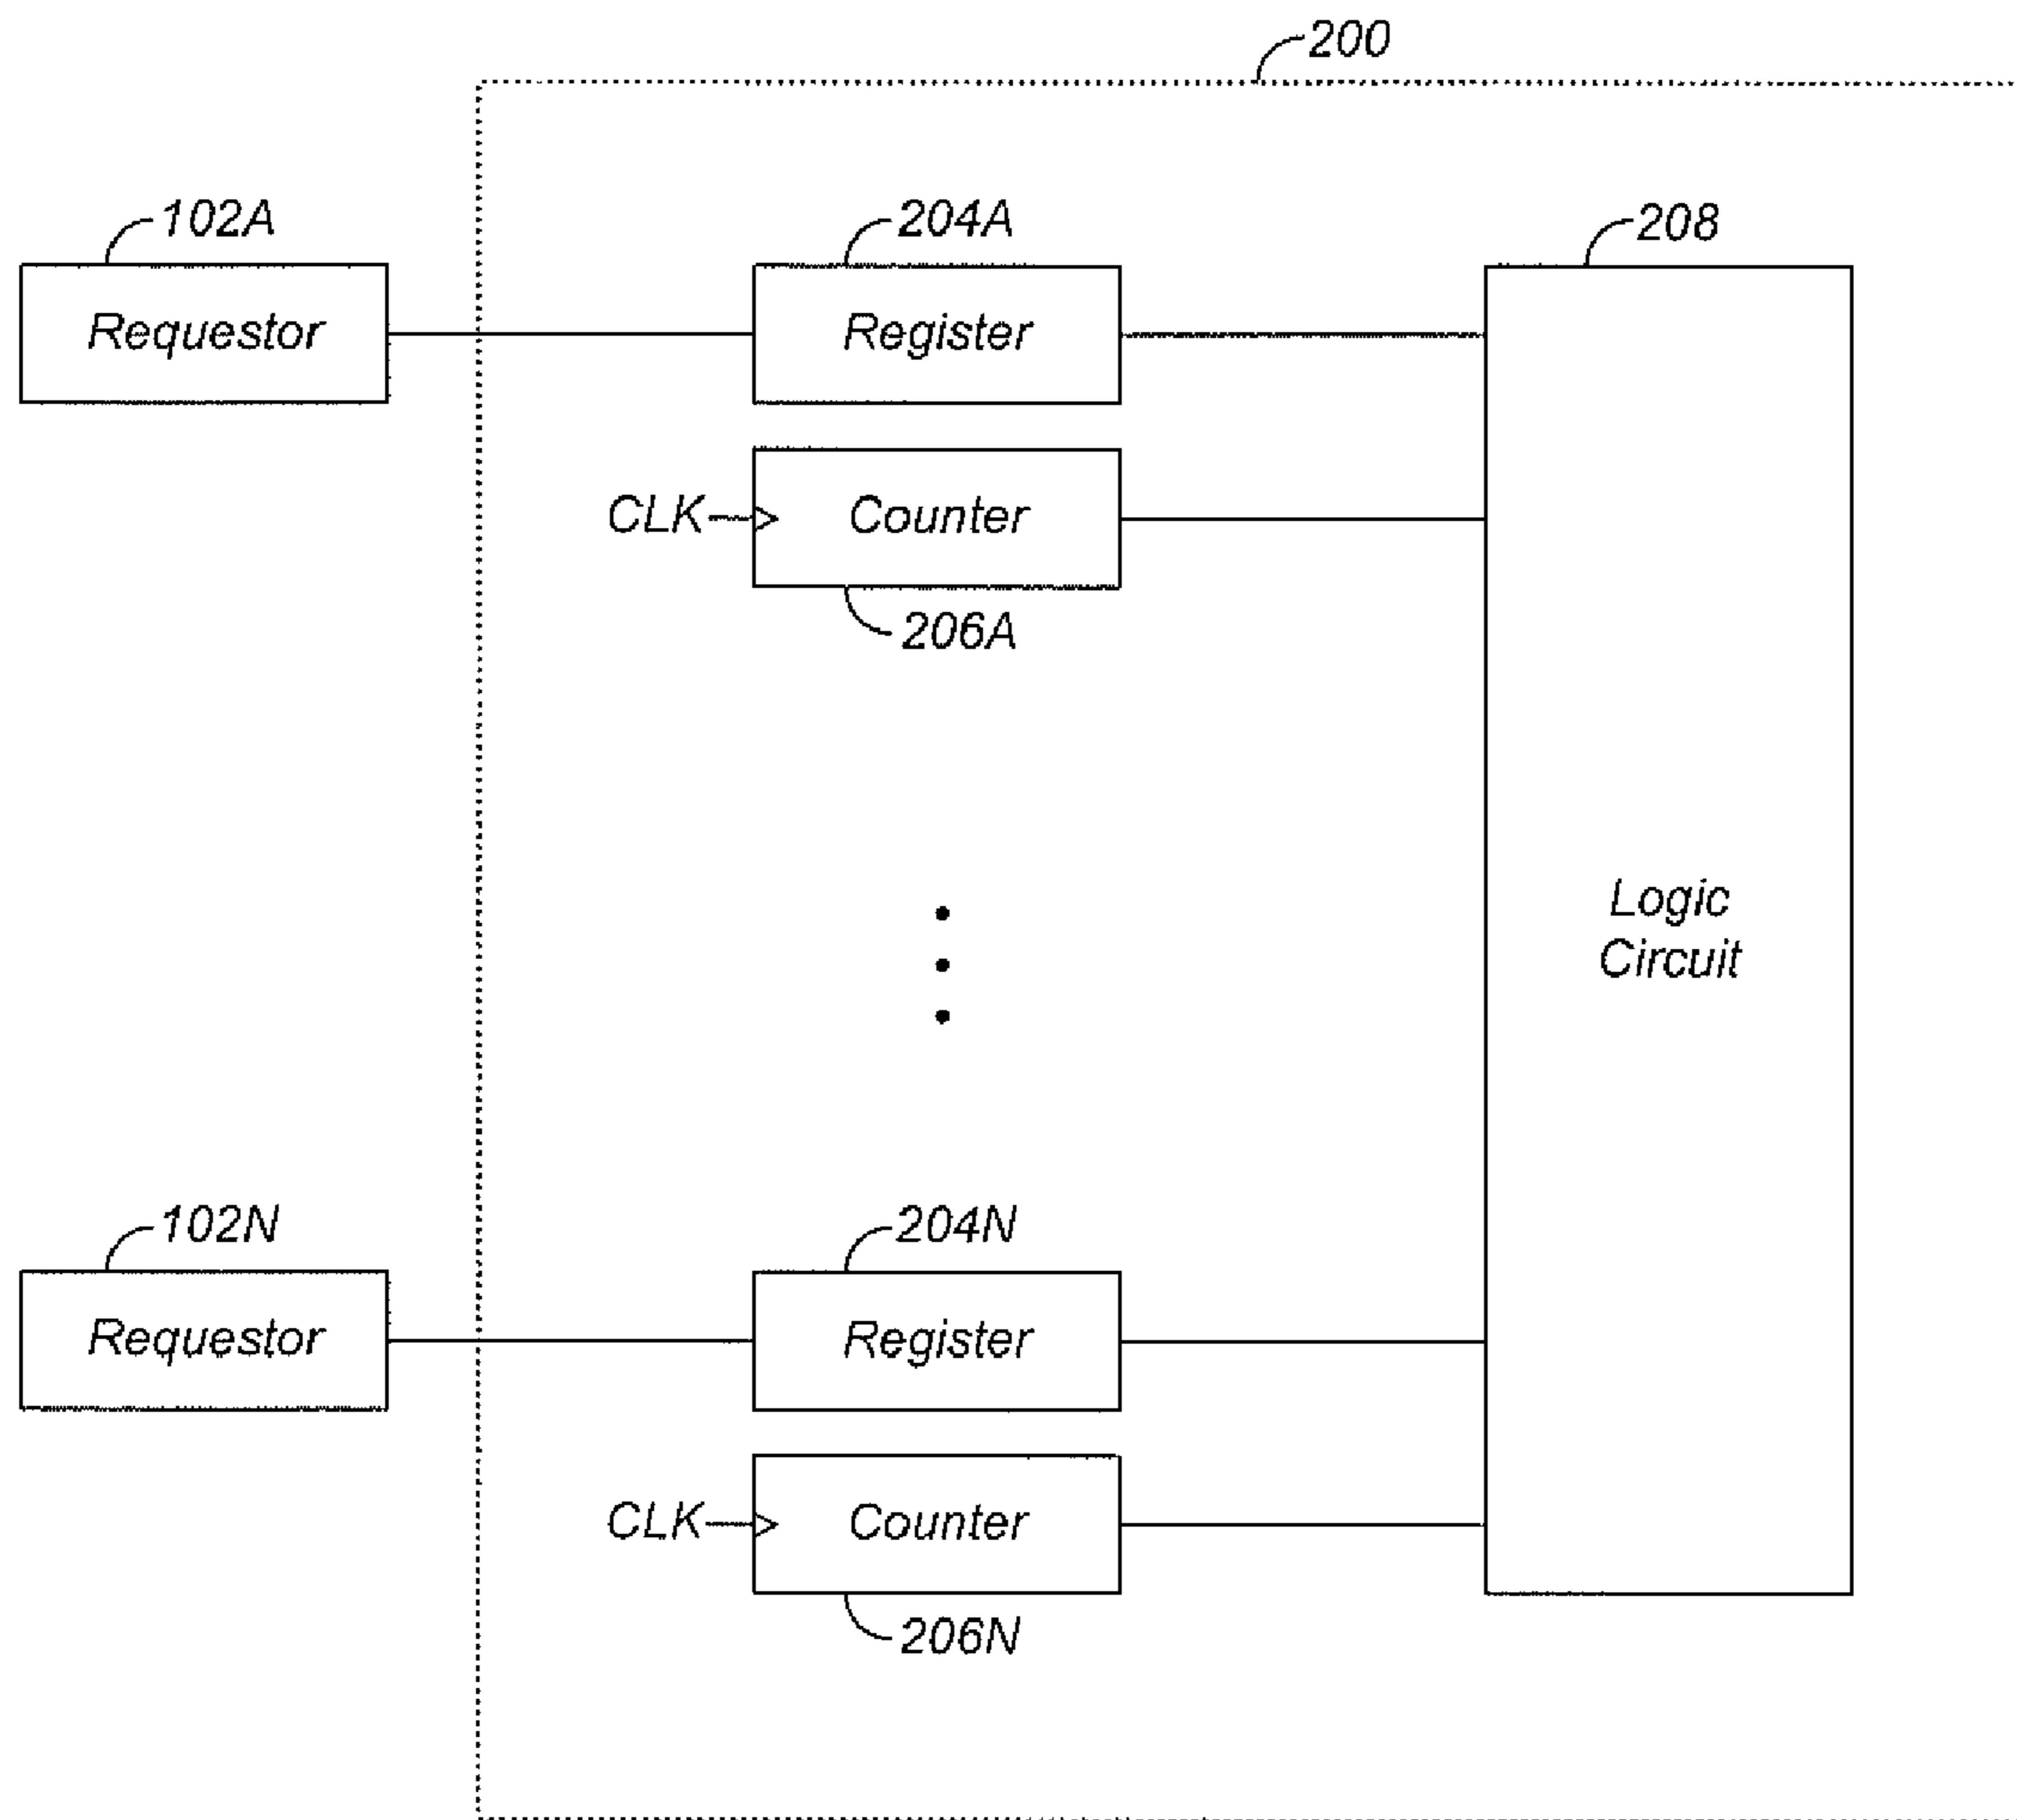 200
102A
204A
208
Requestor
Register
CLK
Counter
206A
Logic
Circuit
102N
204N
Requestor
Register
CLK
Counter
206N